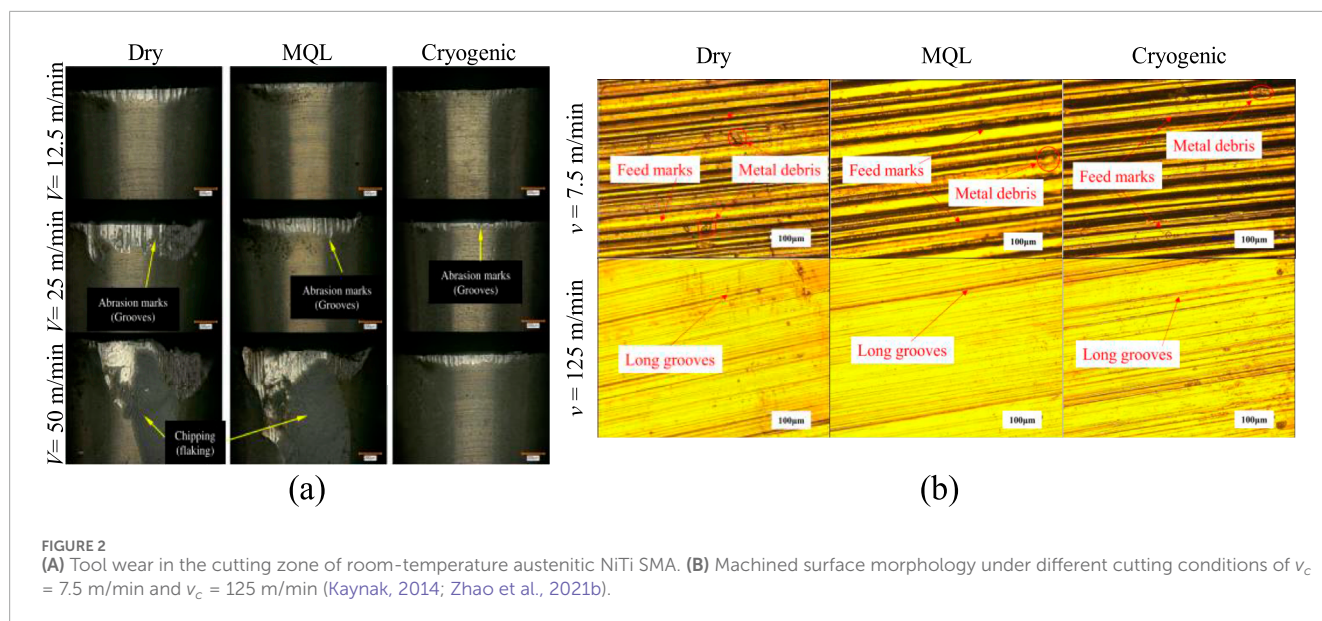 Dry MQL Cryogenic
V= 12.5 m/min
V= 25 m/min
Abrasion marks
(Grooves)
Abrasion marks
(Grooves)
Abrasion marks
(Grooves)
V= 50 m/min
Chipping
(flaking)
(a)
Dry MQL Cryogenic
v = 7.5 m/min
Feed marks
Metal debris
100μm
Feed marks
Metal debris
100μm
Metal debris
Feed marks
100μm
v = 125 m/min
Long grooves
100μm
Long grooves
100μm
Long grooves
100μm
(b)
FIGURE 2
(A) Tool wear in the cutting zone of room-temperature austenitic NiTi SMA. (B) Machined surface morphology under different cutting conditions of vc
= 7.5 m/min and vc = 125 m/min (Kaynak, 2014; Zhao et al., 2021b).